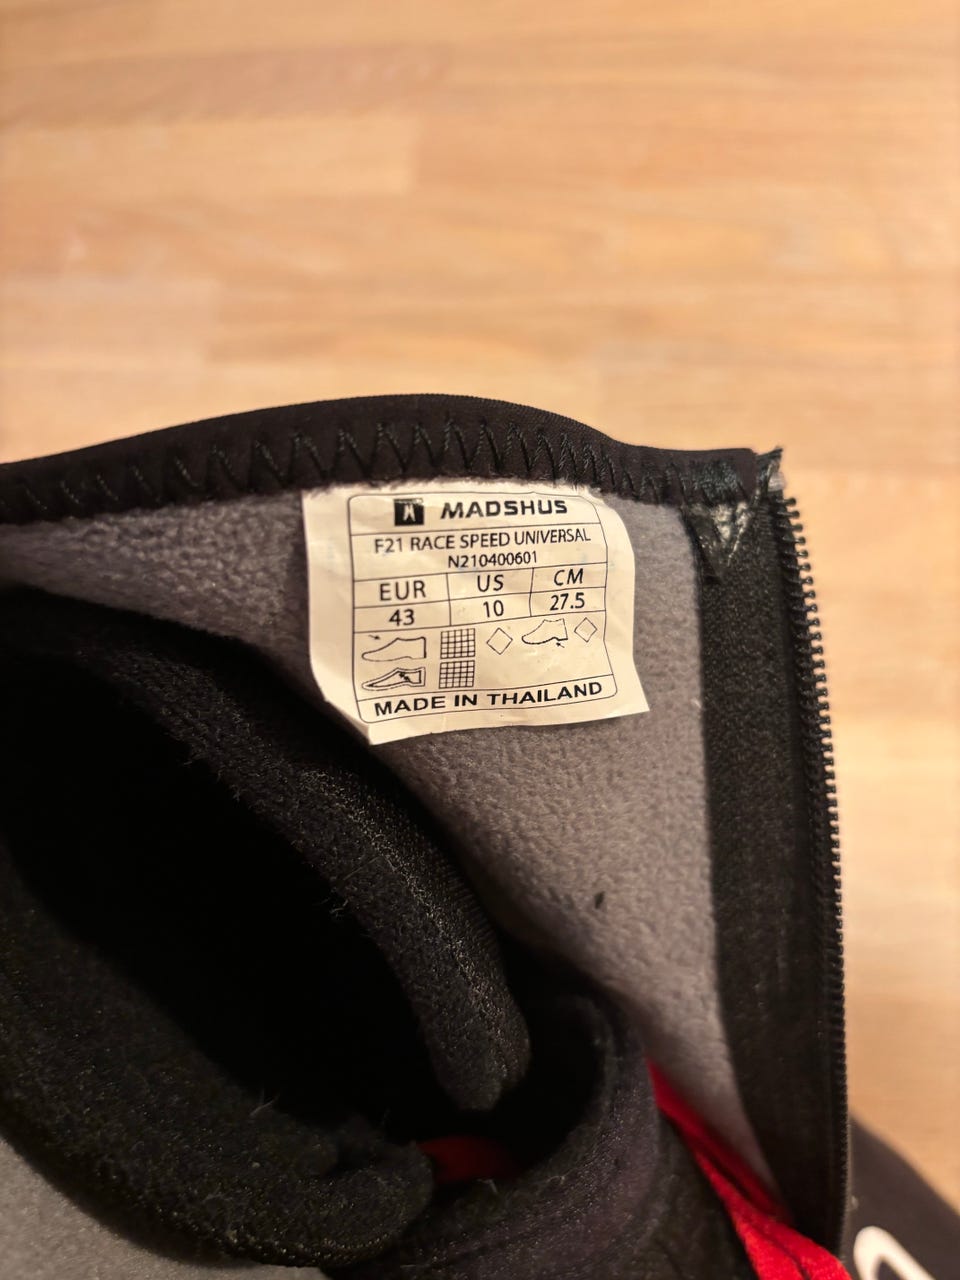 MADSHUS
F21 RACE SPEED UNIVERSAL
N210400601
EUR US CM
43 10 27.5
MADE IN THAILAND